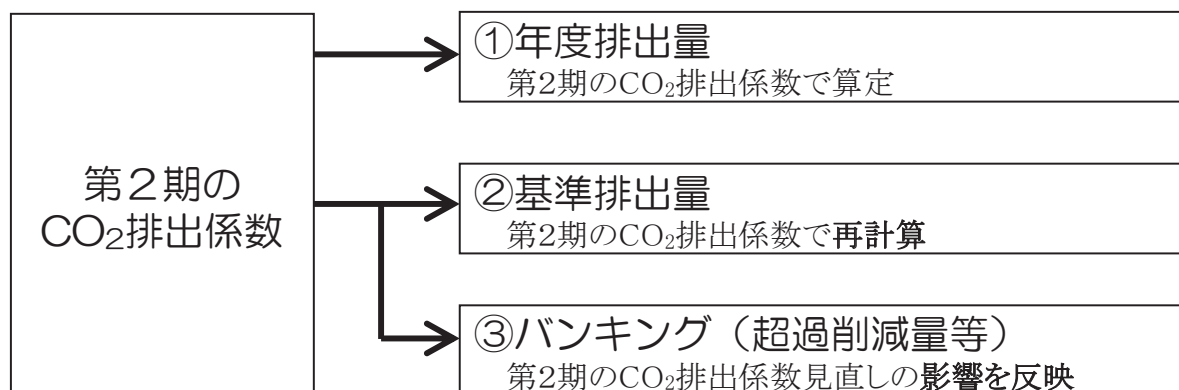 第２期の
CO₂排出係数
①年度排出量
第2期のCO₂排出係数で算定
②基準排出量
第2期のCO₂排出係数で再計算
③バンキング（超過削減量等）
第2期のCO₂排出係数見直しの影響を反映